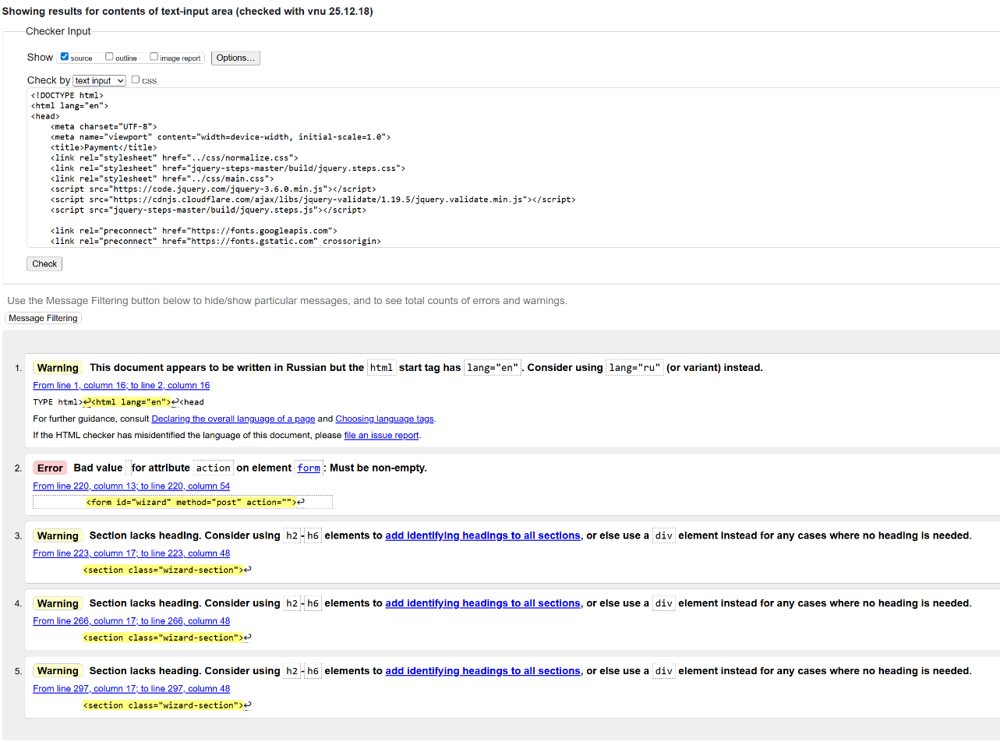 Showing results for contents of text-input area (checked with vnu 25.12.18)
Checker Input
Show source outline image report Options...
Check by text input CSS
<!DOCTYPE html>
<html lang="en">
<head>
    <meta charset="UTF-8">
    <meta name="viewport" content="width=device-width, initial-scale=1.0">
    <title>Payment</title>
    <link rel="stylesheet" href="../css/normalize.css">
    <link rel="stylesheet" href="jquery-steps-master/build/jquery.steps.css">
    <link rel="stylesheet" href="../css/main.css">
    <script src="https://code.jquery.com/jquery-3.6.0.min.js"></script>
    <script src="https://cdnjs.cloudflare.com/ajax/libs/jquery-validate/1.19.5/jquery.validate.min.js"></script>
    <script src="jquery-steps-master/build/jquery.steps.js"></script>
    <link rel="preconnect" href="https://fonts.googleapis.com">
    <link rel="preconnect" href="https://fonts.gstatic.com" crossorigin>
Check
Use the Message Filtering button below to hide/show particular messages, and to see total counts of errors and warnings.
Message Filtering
1. Warning This document appears to be written in Russian but the html start tag has lang="en". Consider using lang="ru" (or variant) instead.
From line 1, column 16; to line 2, column 16
TYPE html>↩<html lang="en">↩<head
For further guidance, consult Declaring the overall language of a page and Choosing language tags.
If the HTML checker has misidentified the language of this document, please file an issue report.
2. Error Bad value for attribute action on element form: Must be non-empty.
From line 220, column 13; to line 220, column 54
<form id="wizard" method="post" action="">↩
3. Warning Section lacks heading. Consider using h2-h6 elements to add identifying headings to all sections, or else use a div element instead for any cases where no heading is needed.
From line 223, column 17; to line 223, column 48
<section class="wizard-section">↩
4. Warning Section lacks heading. Consider using h2-h6 elements to add identifying headings to all sections, or else use a div element instead for any cases where no heading is needed.
From line 266, column 17; to line 266, column 48
<section class="wizard-section">↩
5. Warning Section lacks heading. Consider using h2-h6 elements to add identifying headings to all sections, or else use a div element instead for any cases where no heading is needed.
From line 297, column 17; to line 297, column 48
<section class="wizard-section">↩